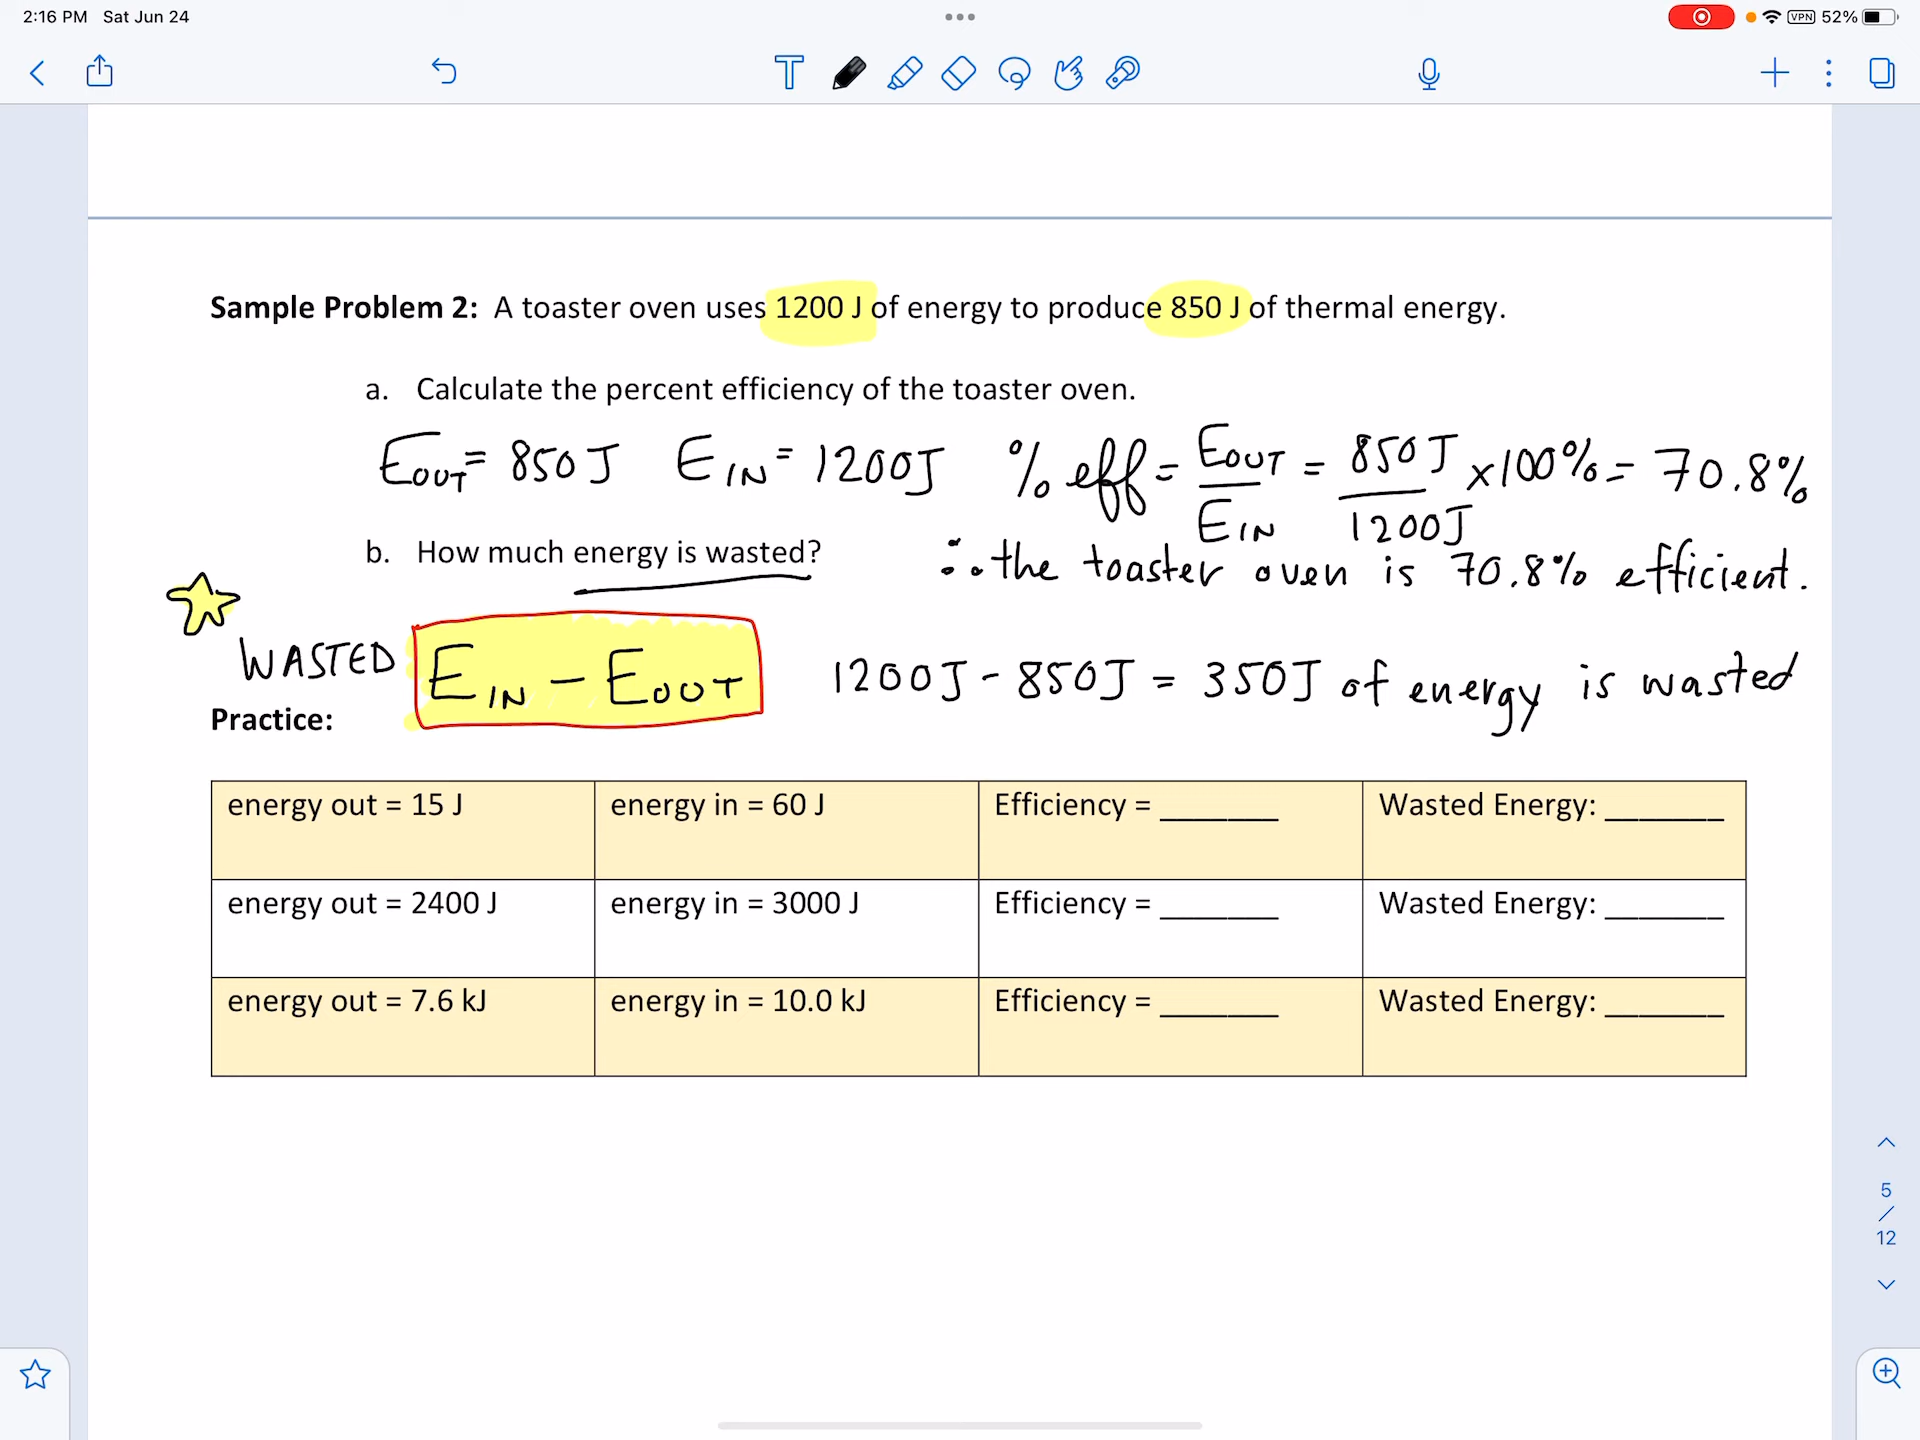 2:16 PM Sat Jun 24
VPN 52%
T
Sample Problem 2: A toaster oven uses 1200 J of energy to produce 850 J of thermal energy.
a. Calculate the percent efficiency of the toaster oven.
EOUT = 850J EIN = 1200J % eff = EOUT/EIN = 850J/1200J x100% = 70.8%
b. How much energy is wasted?
∴ the toaster oven is 70.8% efficient.
WASTED EIN - EOUT 1200J - 850J = 350J of energy is wasted
Practice:
energy out = 15 J energy in = 60 J Efficiency = _______ Wasted Energy: _______
energy out = 2400 J energy in = 3000 J Efficiency = _______ Wasted Energy: _______
energy out = 7.6 kJ energy in = 10.0 kJ Efficiency = _______ Wasted Energy: _______
5
/
12